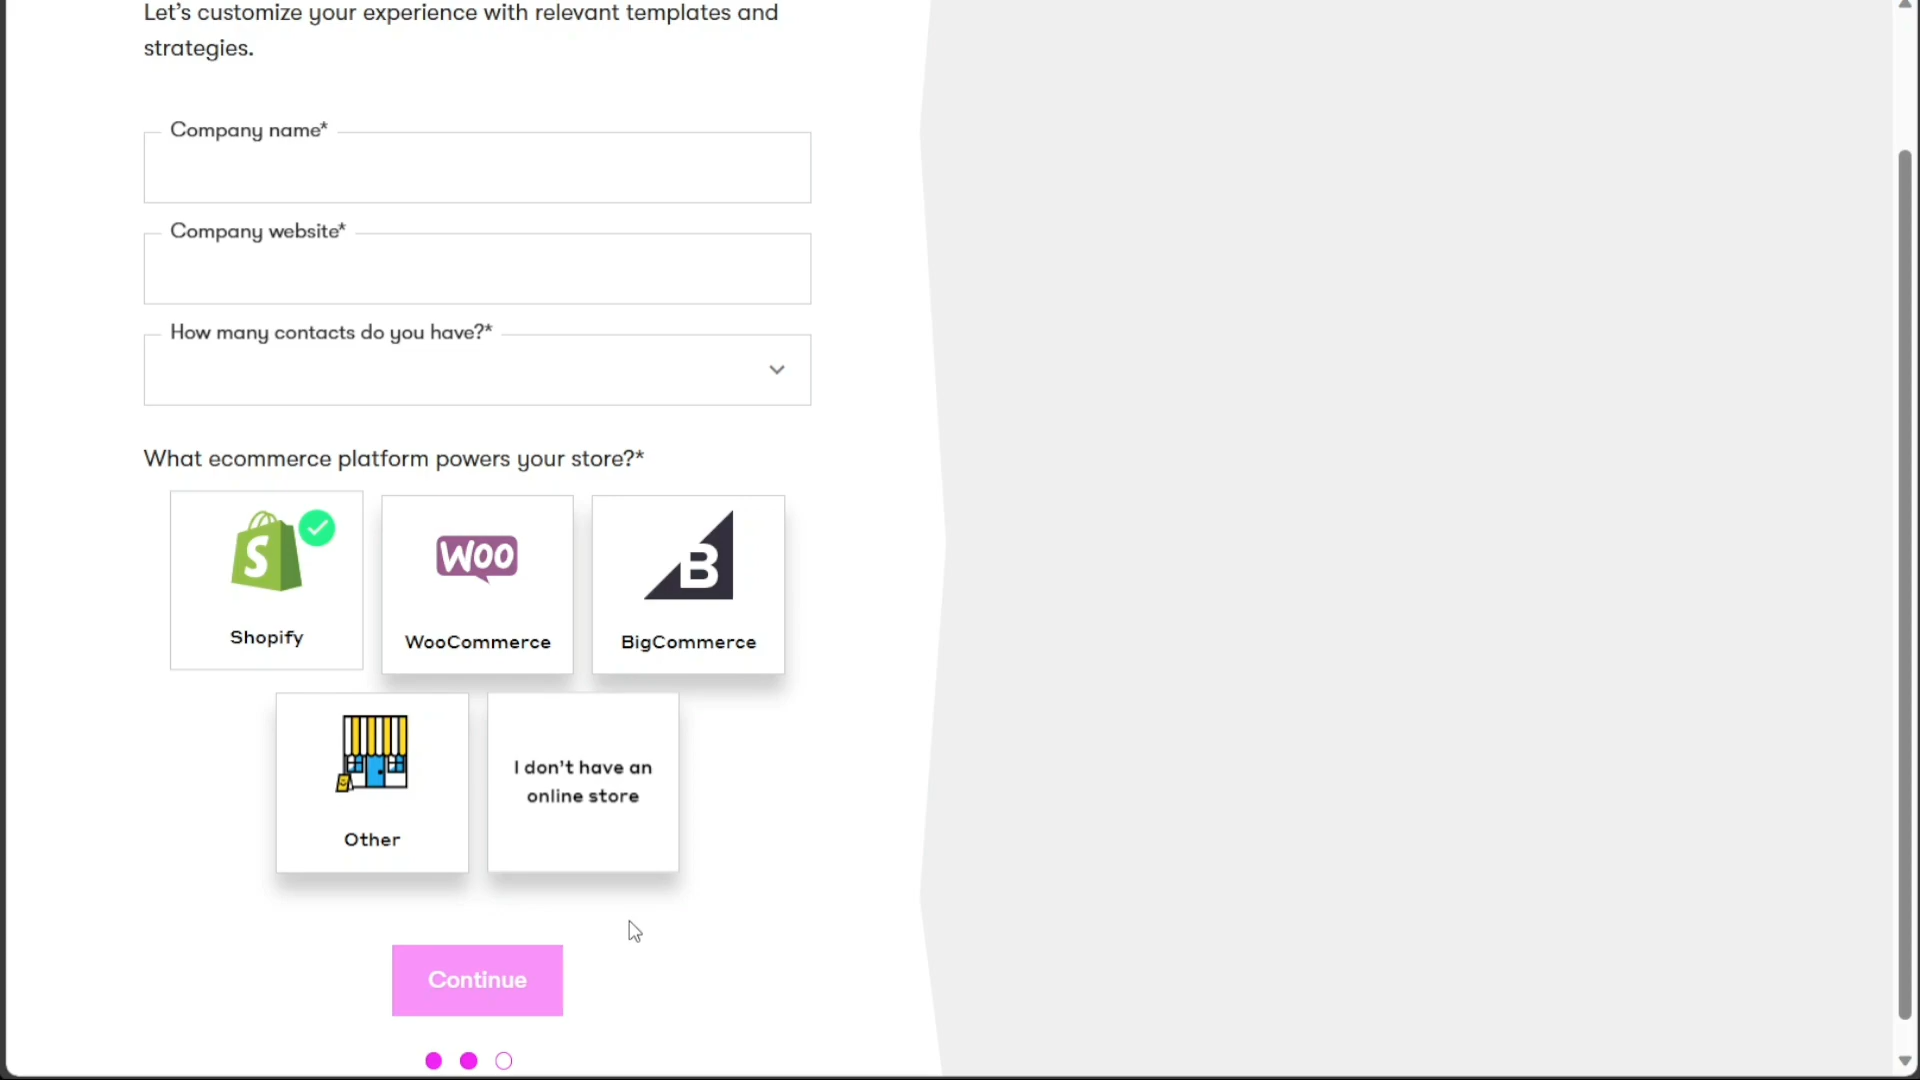 Let’s customize your experience with relevant templates and
strategies.
Company name*
Company website*
How many contacts do you have?*
What ecommerce platform powers your store?*
S
WOO
B
Shopify
WooCommerce
BigCommerce
I don’t have an
online store
Other
Continue